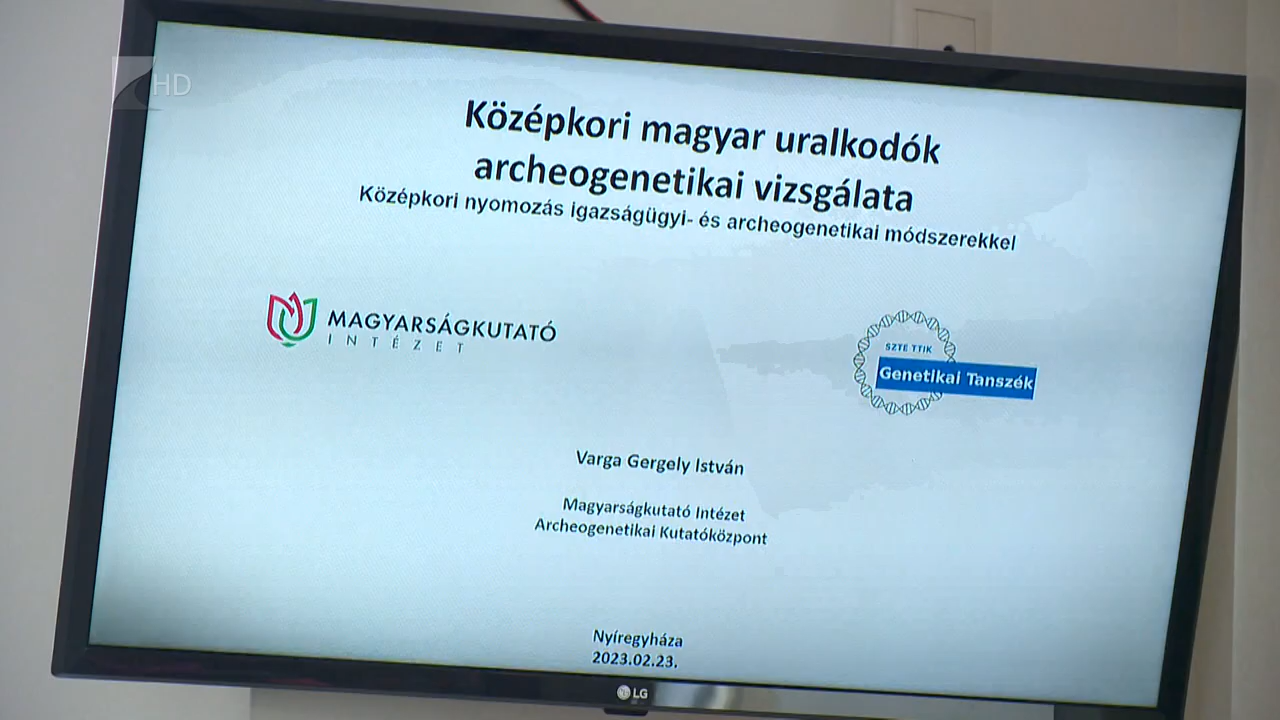 HD
Középkori magyar uralkodók
archeogenetikai vizsgálata
Középkori nyomozás igazságügyi- és archeogenetikai módszerekkel
MAGYARSÁGKUTATÓ
INTÉZET
SZTE TTIK
Genetikai Tanszék
Varga Gergely István
Magyarságkutató Intézet
Archeogenetikai Kutatóközpont
Nyíregyháza
2023.02.23.
LG